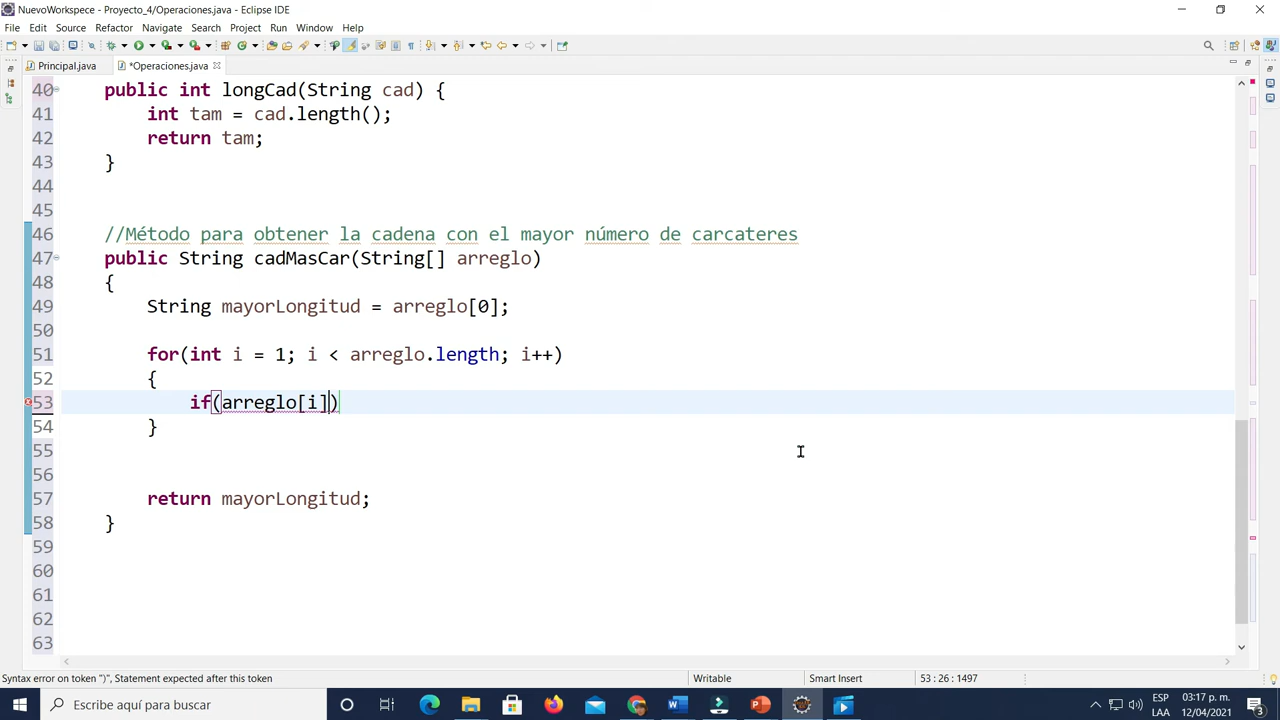 NuevoWorkspece - Proyecto_4/Operaciones.java - Eclipse IDE
File Edit Source Refactor Navigate Search Project Run Window Help
Principal.java *Operaciones.java
40 public int longCad(String cad) {
41 int tam = cad.length();
42 return tam;
43 }
44
45
46 //Método para obtener la cadena con el mayor número de carcateres
47 public String cadMasCar(String[] arreglo)
48 {
49 String mayorLongitud = arreglo[0];
50
51 for(int i = 1; i < arreglo.length; i++)
52 {
53 if(arreglo[i])
54 }
55
56
57 return mayorLongitud;
58 }
59
60
61
62
63
Syntax error on token ")", Statement expected after this token Writable Smart Insert 53 : 26 : 1497
Escribe aquí para buscar
ESP 03:17 p. m.
LAA 12/04/2021 3